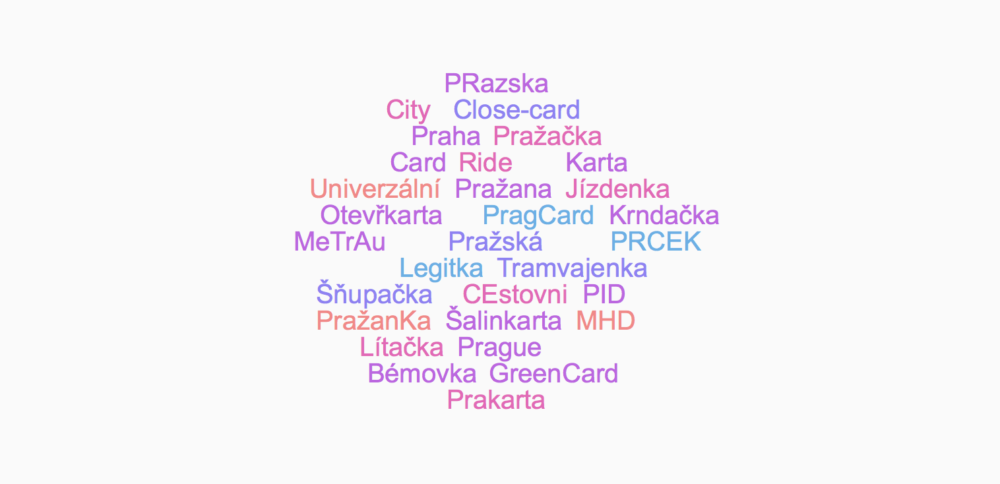 PRazska
City Close-card
Praha Pražačka
Card Ride Karta
Univerzální Pražana Jízdenka
Otevřkarta PragCard Krndačka
MeTrAu Pražská PRCEK
Legitka Tramvajenka
Šňupačka CEstovni PID
PražanKa Šalinkarta MHD
Lítačka Prague
Bémovka GreenCard
Prakarta